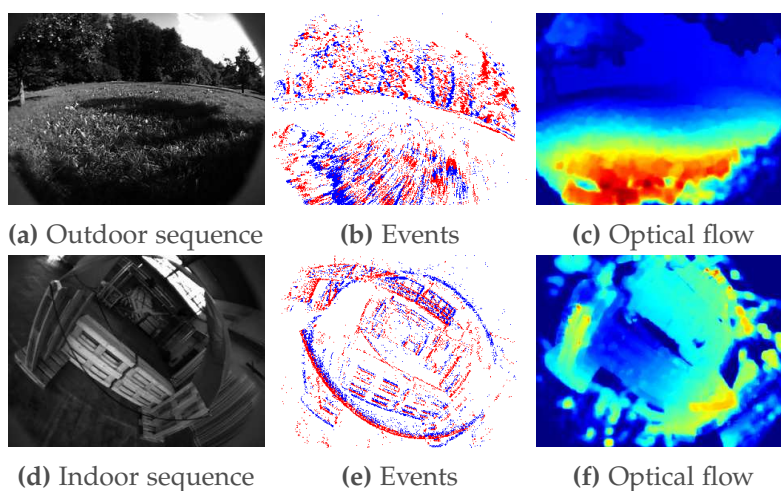 (a) Outdoor sequence
(b) Events
(c) Optical flow
(d) Indoor sequence
(e) Events
(f) Optical flow